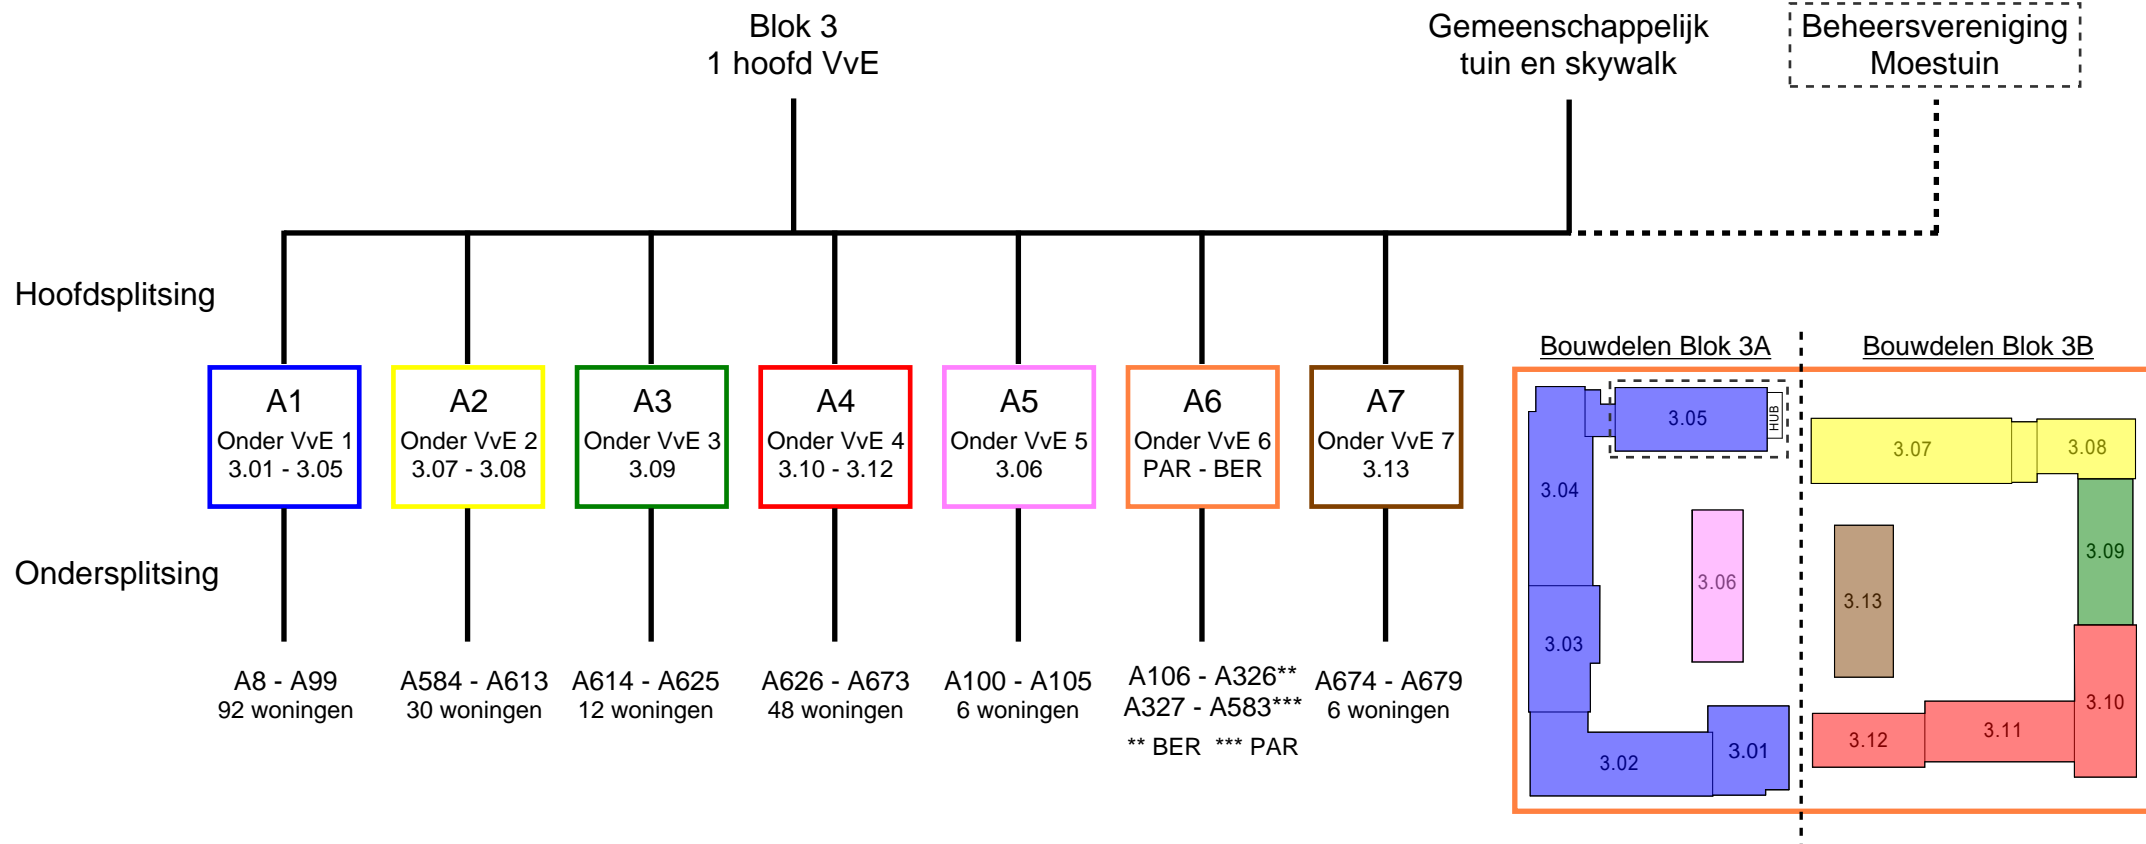 Blok 3
1 hoofd VvE
Gemeenschappelijk
tuin en skywalk
Beheersvereniging
Moestuin
Hoofdsplitsing
A1
Onder VvE 1
3.01 - 3.05
A2
Onder VvE 2
3.07 - 3.08
A3
Onder VvE 3
3.09
A4
Onder VvE 4
3.10 - 3.12
A5
Onder VvE 5
3.06
A6
Onder VvE 6
PAR - BER
A7
Onder VvE 7
3.13
Ondersplitsing
A8 - A99
92 woningen
A584 - A613
30 woningen
A614 - A625
12 woningen
A626 - A673
48 woningen
A100 - A105
6 woningen
A106 - A326**
A327 - A583***
** BER *** PAR
A674 - A679
6 woningen
Bouwdelen Blok 3A
Bouwdelen Blok 3B
3.05
HUB
3.04
3.06
3.03
3.02
3.01
3.07
3.08
3.09
3.13
3.10
3.11
3.12